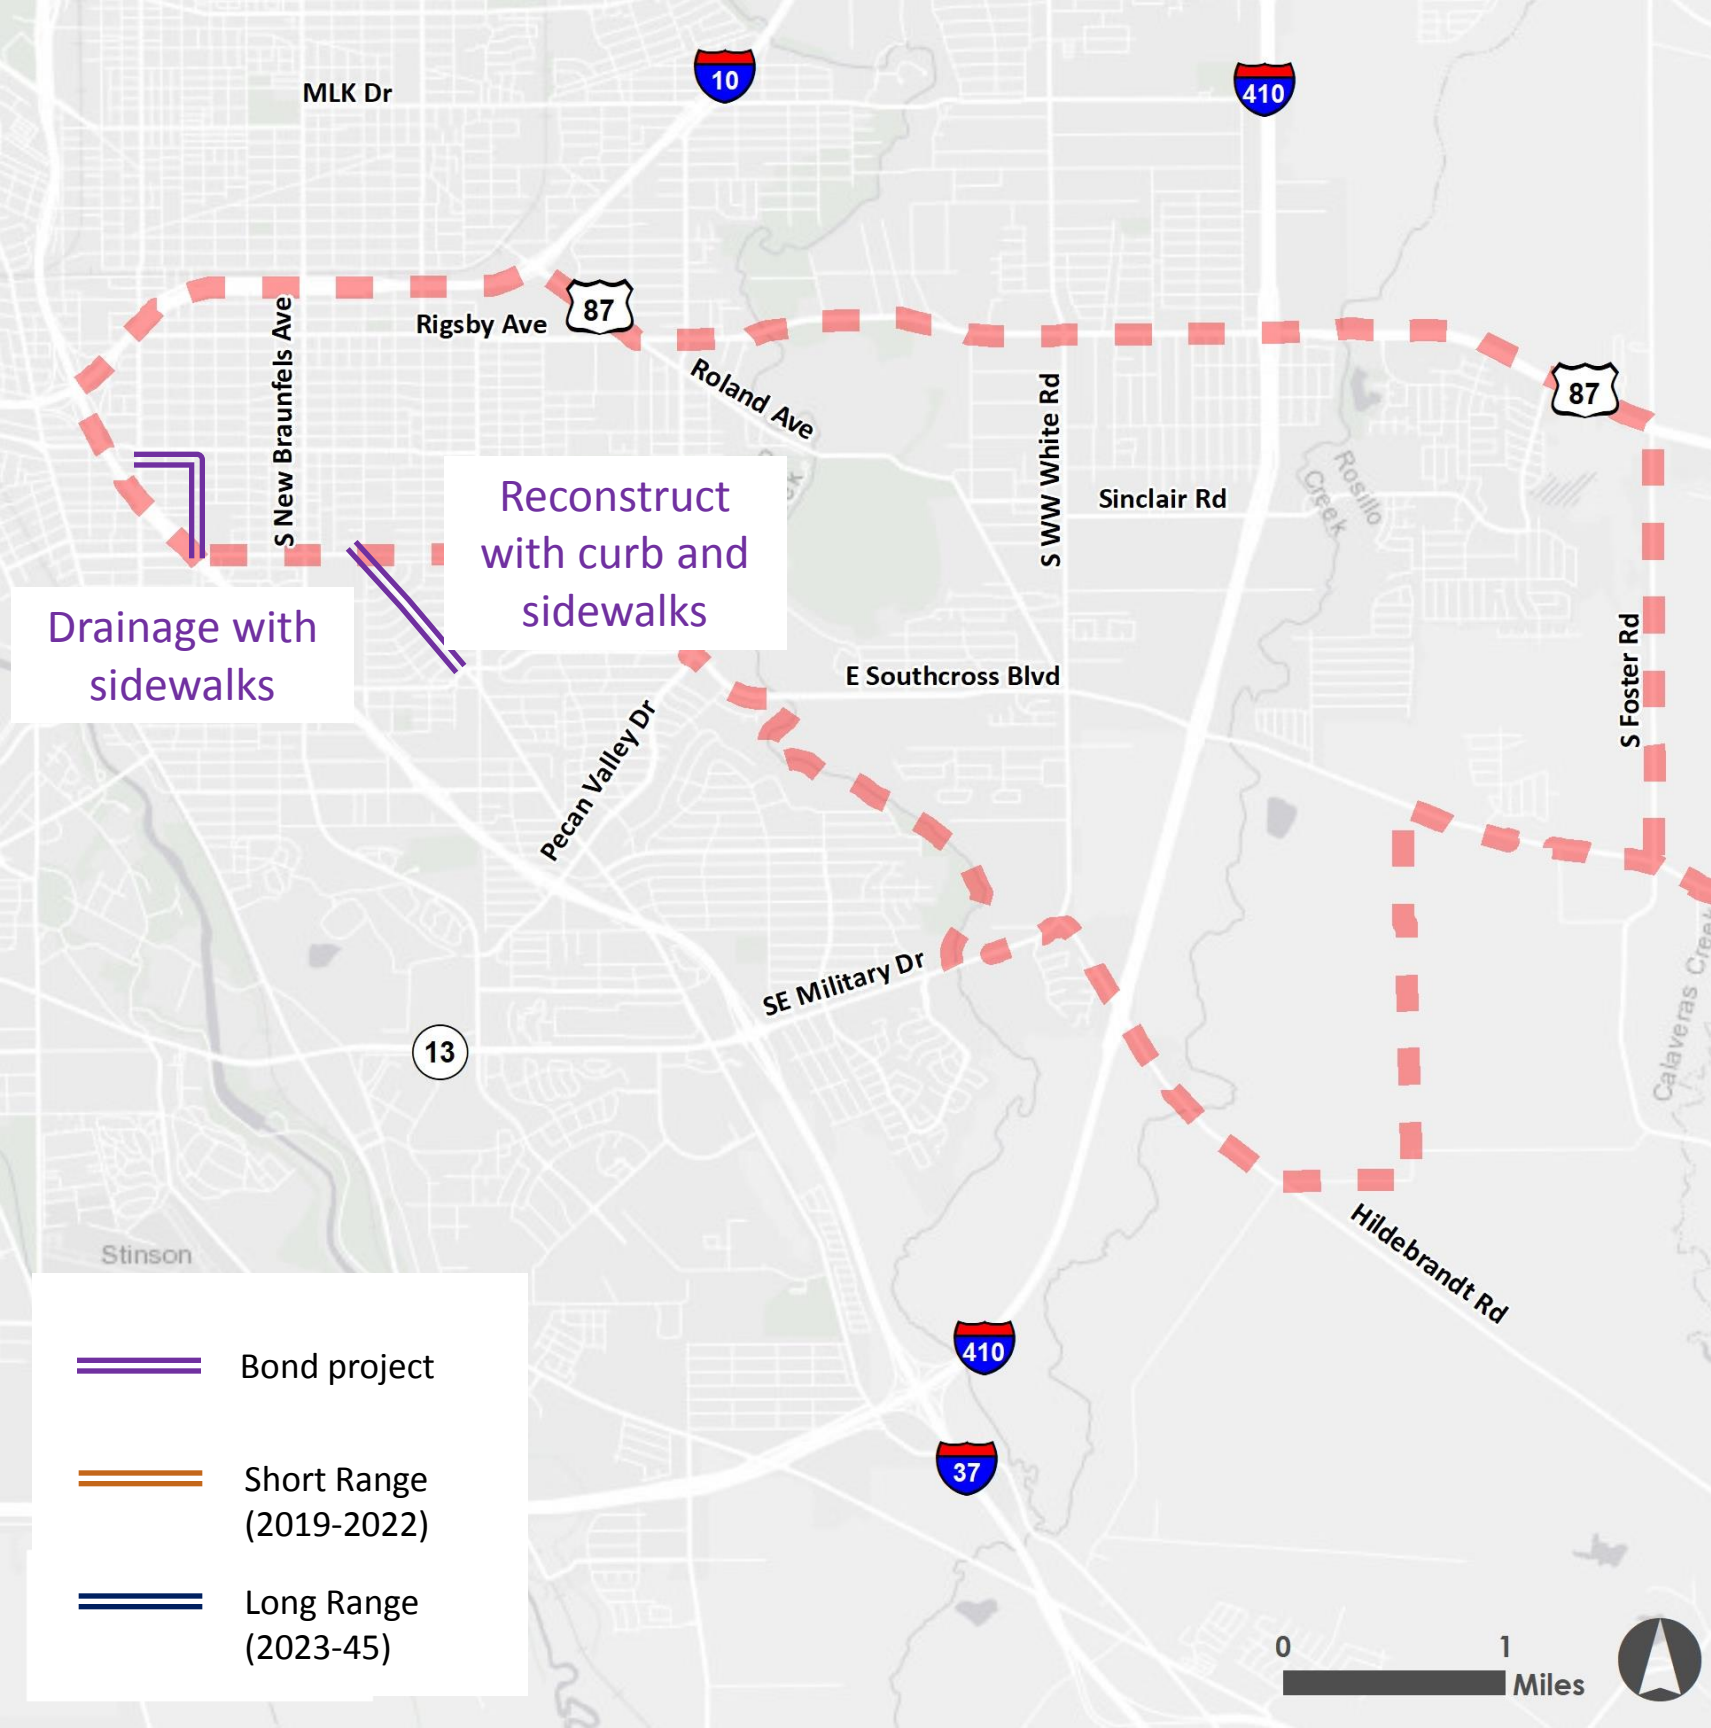 MLK Dr
10
410
87
Rigsby Ave
S New Braunfels Ave
Roland Ave
87
S WW White Rd
Sinclair Rd
Rosillo
Creek
Reconstruct
with curb and
sidewalks
Drainage with
sidewalks
E Southcross Blvd
S Foster Rd
Pecan Valley Dr
SE Military Dr
13
Calaveras Creek
Hildebrandt Rd
Stinson
410
37
Bond project
Short Range
(2019-2022)
Long Range
(2023-45)
0 1
Miles